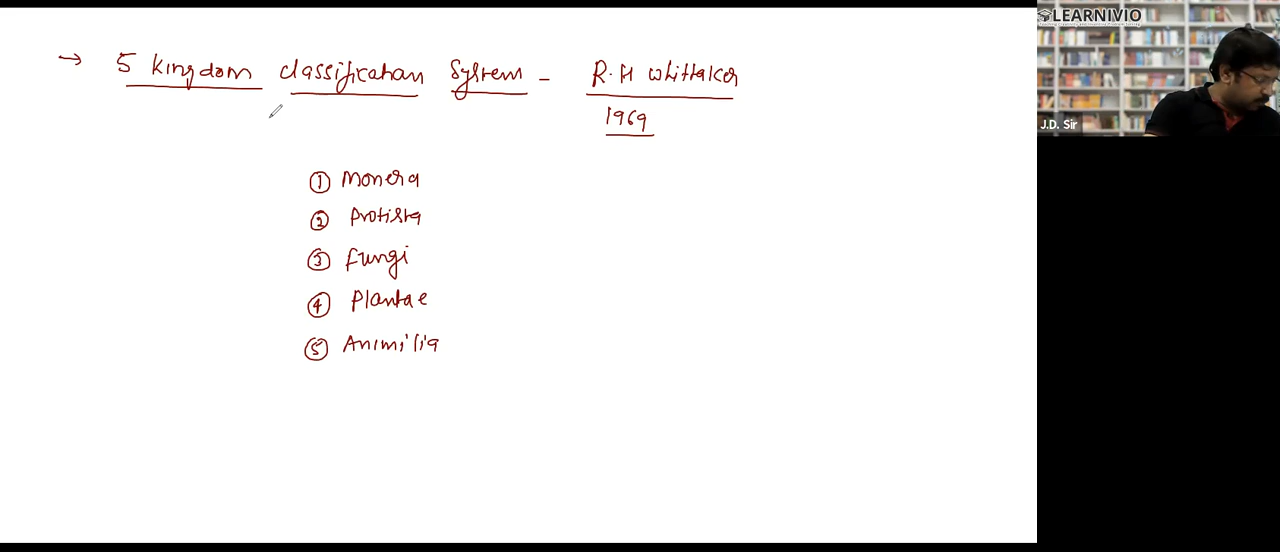 → 5 kingdom classification System - R.H Whittaker
1969
① Monera
② Protista
③ Fungi
④ Plantae
⑤ Animilia
LEARNIVIO
J.D. Sir